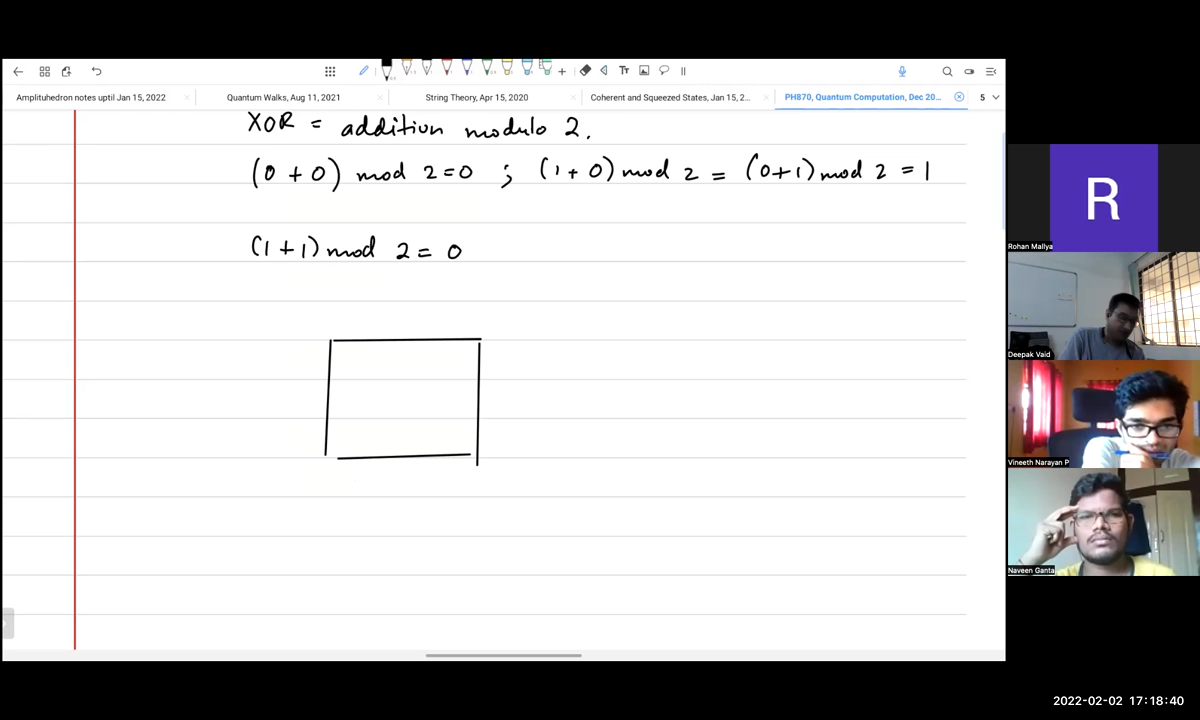 Amplituhedron notes uptil Jan 15, 2022
Quantum Walks, Aug 11, 2021
String Theory, Apr 15, 2020
Coherent and Squeezed States, Jan 15, 2...
PH870, Quantum Computation, Dec 20...
5
Tт
XOR = addition modulo 2.
(0 + 0) mod 2=0 ; (1 + 0) mod 2 = (0+1) mod 2 = 1
(1 + 1) mod 2 = 0
R
Rohan Mallya
Deepak Vaid
Vineeth Narayan P
Naveen Ganta
2022-02-02 17:18:40